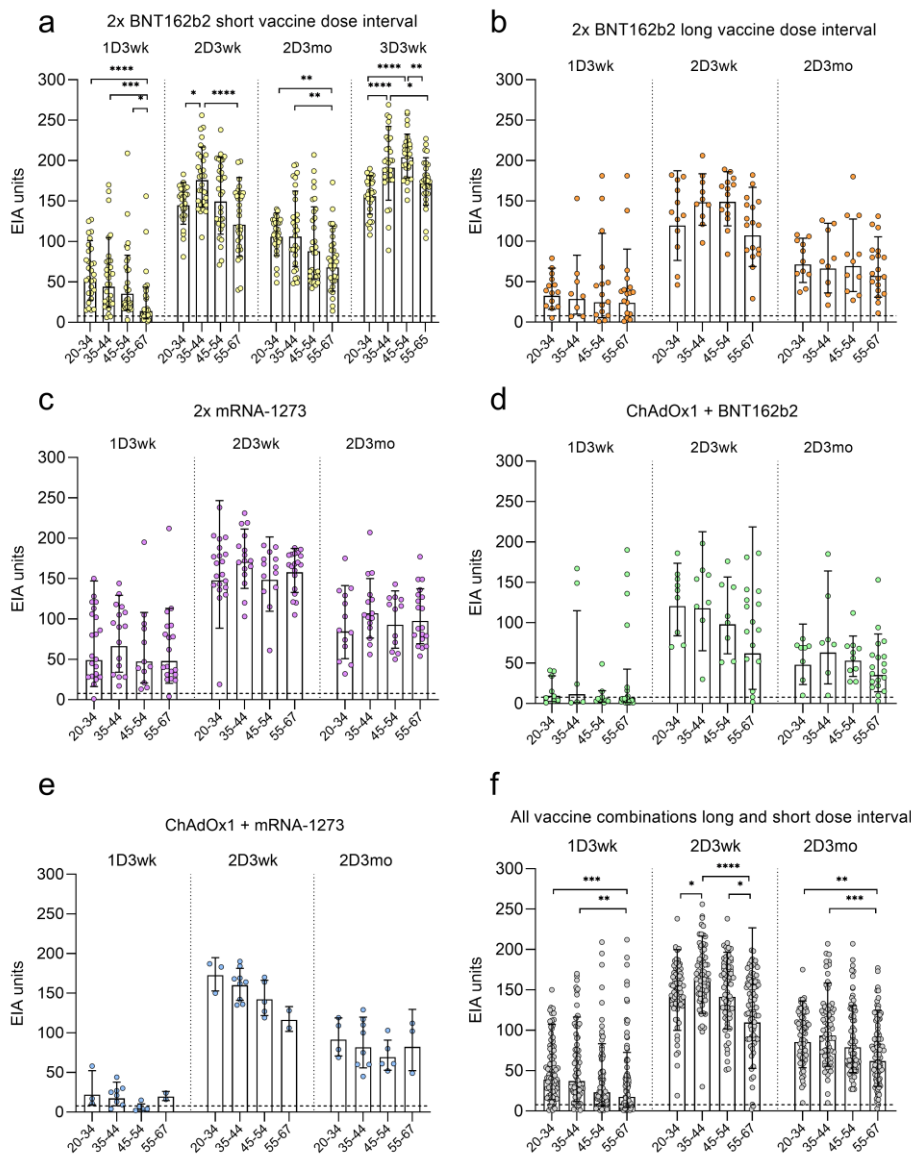 a
2x BNT162b2 short vaccine dose interval
1D3wk 2D3wk 2D3mo 3D3wk
**** ** **** **
*** * **** ** **** *
*
EIA units
300
250
200
150
100
50
0
20-34 35-44 45-54 55-67 20-34 35-44 45-54 55-67 20-34 35-44 45-54 55-67 20-34 35-44 45-54 55-65
b
2x BNT162b2 long vaccine dose interval
1D3wk 2D3wk 2D3mo
EIA units
300
250
200
150
100
50
0
20-34 35-44 45-54 55-67 20-34 35-44 45-54 55-67 20-34 35-44 45-54 55-67
c
2x mRNA-1273
1D3wk 2D3wk 2D3mo
EIA units
300
250
200
150
100
50
0
20-34 35-44 45-54 55-67 20-34 35-44 45-54 55-67 20-34 35-44 45-54 55-67
d
ChAdOx1 + BNT162b2
1D3wk 2D3wk 2D3mo
EIA units
300
250
200
150
100
50
0
20-34 35-44 45-54 55-67 20-34 35-44 45-54 55-67 20-34 35-44 45-54 55-67
e
ChAdOx1 + mRNA-1273
1D3wk 2D3wk 2D3mo
EIA units
300
250
200
150
100
50
0
20-34 35-44 45-54 55-67 20-34 35-44 45-54 55-67 20-34 35-44 45-54 55-67
f
All vaccine combinations long and short dose interval
1D3wk 2D3wk 2D3mo
*** **** **
** * * ***
EIA units
300
250
200
150
100
50
0
20-34 35-44 45-54 55-67 20-34 35-44 45-54 55-67 20-34 35-44 45-54 55-67